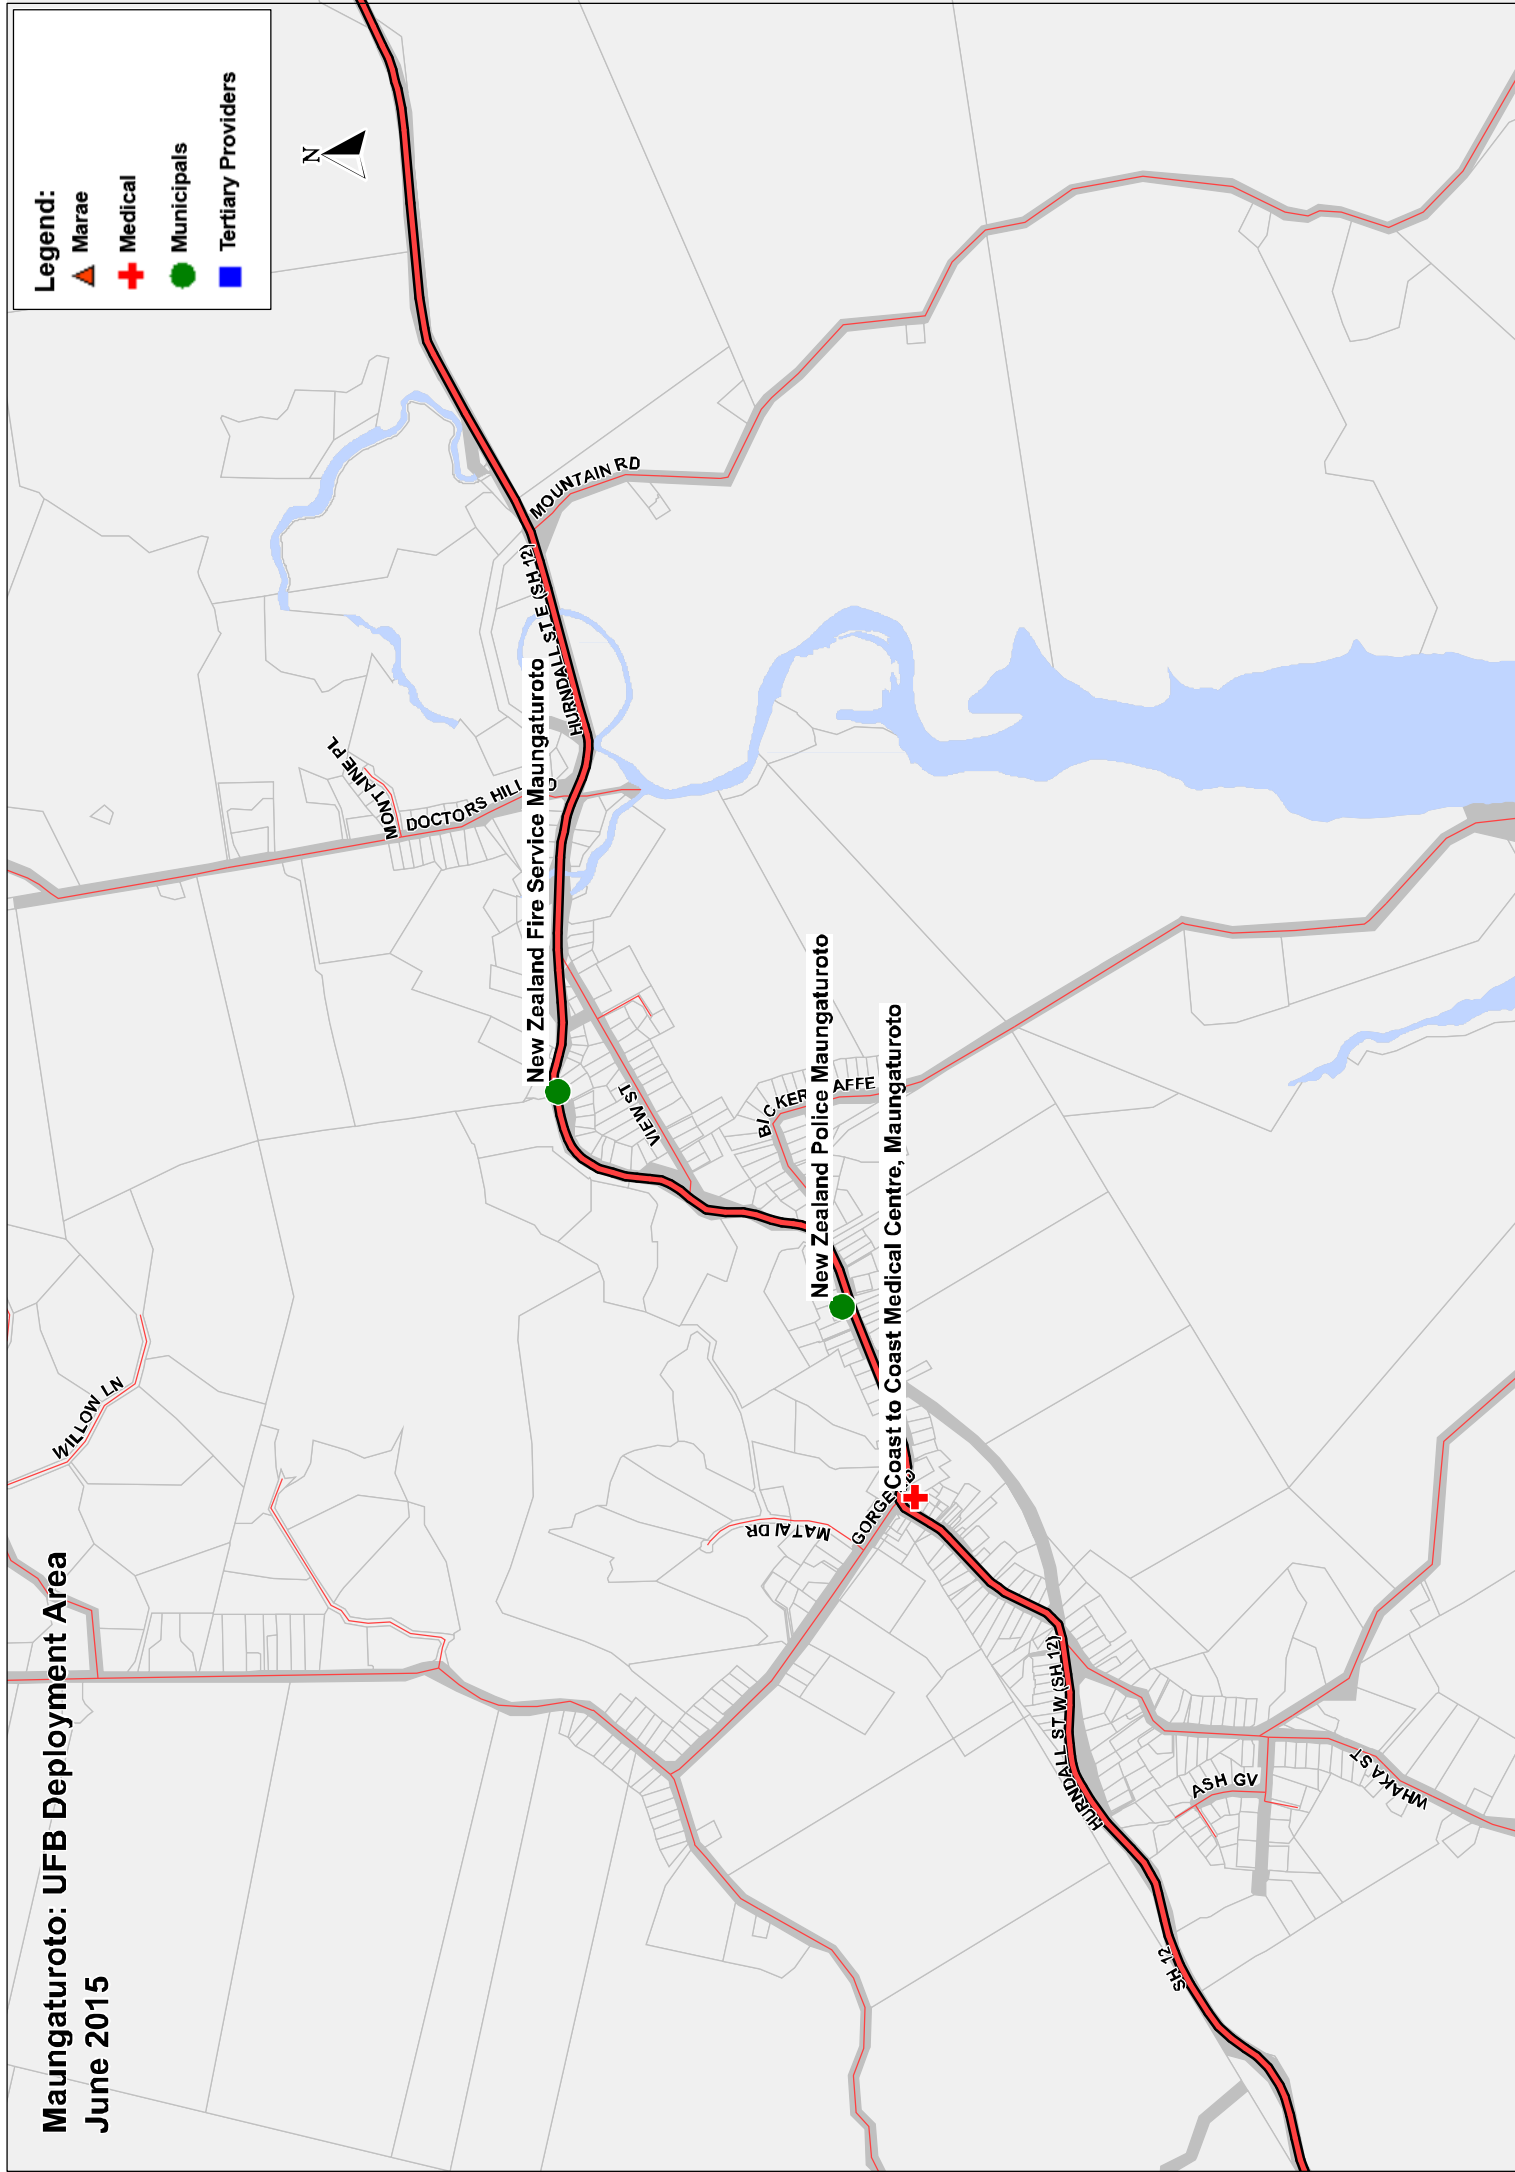 Maungaturoto: UFB Deployment Area
June 2015
Legend:
Marae
Medical
Municipals
Tertiary Providers
N
WILLOW LN
MONTAINE PL
DOCTORS HILL
MOUNTAIN RD
HURNDALL ST E (SH 12)
New Zealand Fire Service Maungaturoto
VIEW ST
New Zealand Police Maungaturoto
Coast to Coast Medical Centre, Maungaturoto
MATAI DR
HURNDALL ST W (SH 12)
ASH GV
WHAKA ST
SH 12